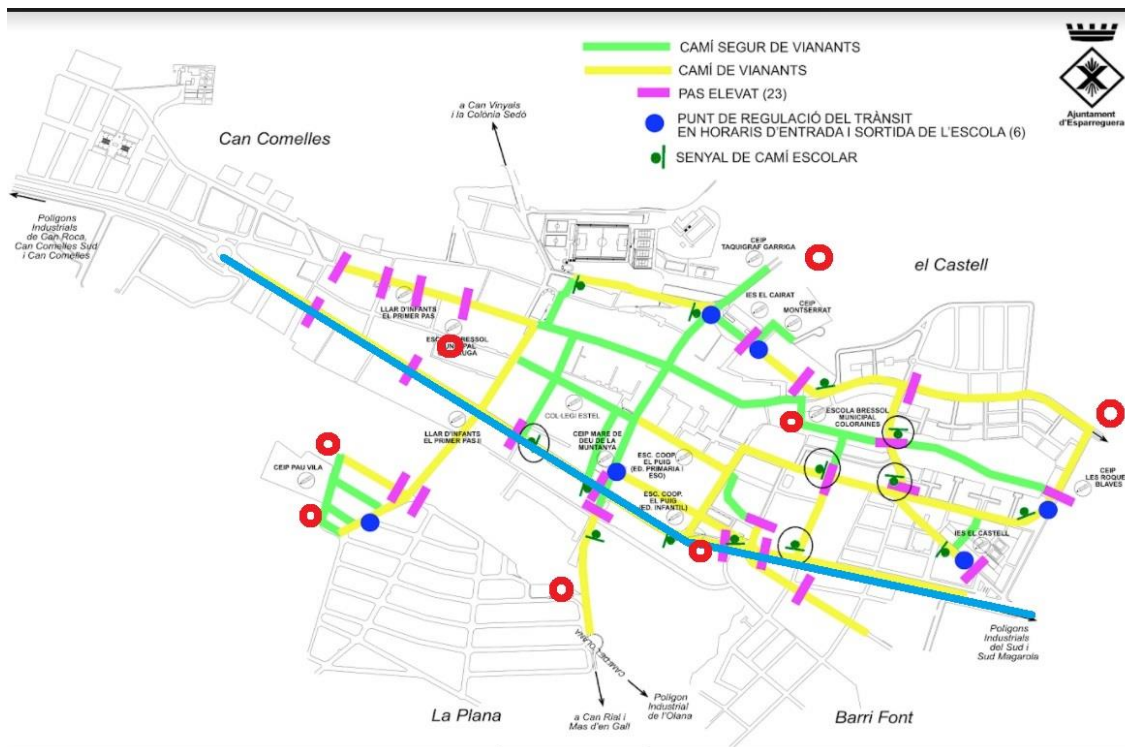 CAMÍ SEGUR DE VIANANTS
CAMÍ DE VIANANTS
PAS ELEVAT (23)
PUNT DE REGULACIÓ DEL TRÀNSIT
EN HORARIS D'ENTRADA I SORTIDA DE L'ESCOLA (6)
SENYAL DE CAMÍ ESCOLAR
Ajuntament
d'Esparreguera
a Can Vinyals
i la Colònia Sedó
Can Comelles
Polígons
Industrials
de Can Roca,
Can Comelles Sud
i Can Comelles
CEIP
TAQUIGRAF GARRIGA
el Castell
IES EL CAIRAT
CEIP
MONTSERRAT
LLAR D'INFANTS
EL PRIMER PAS
BRESSOL
ESCOLA BRESSOL
MUNICIPAL
COLORAINES
COL·LEGI ESTEL
LLAR D'INFANTS
EL PRIMER PAS II
CEIP MARE DE
DEU DE LA
MUNTANYA
ESC. COOP.
EL PUIG
(ED. PRIMARIA I
ESO)
CEIP PAU VILA
ESC. COOP.
EL PUIG
(ED. INFANTIL)
CEIP
BLAVES
IES EL CASTELL
Polígons
Industrials
del Sud i
Sud Magarola
CAMÍ DE L'OLANA
Polígon
Industrial
de l'Olana
a Can Rial i
Mas d'en Gall
La Plana
Barri Font